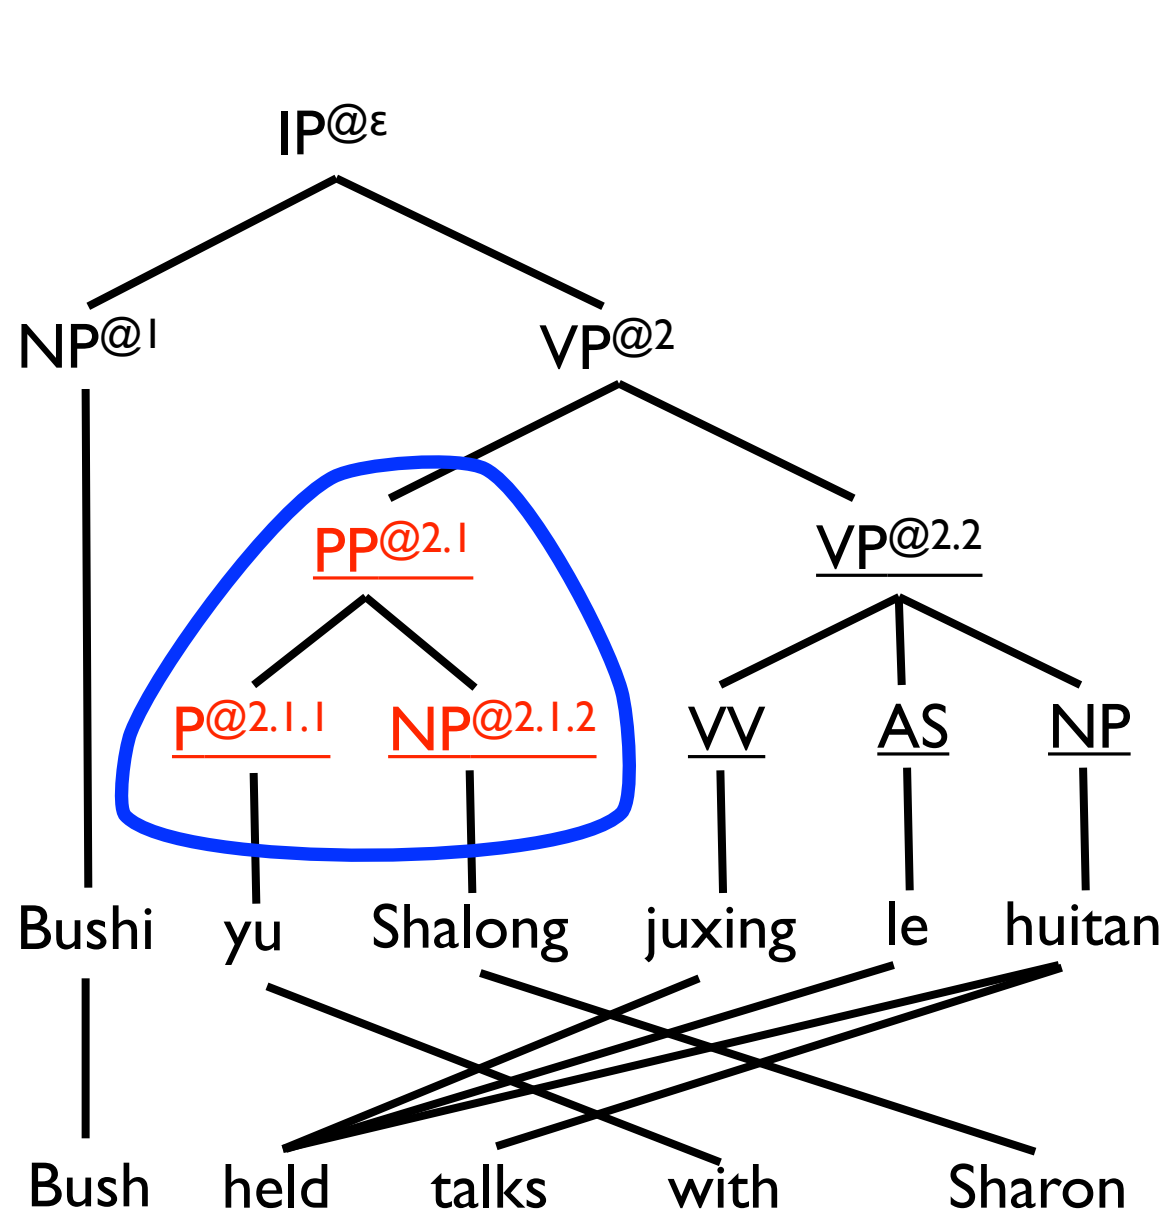 IP@ε
NP@1 VP@2
PP@2.1 VP@2.2
P@2.1.1 NP@2.1.2 VV AS NP
Bushi yu Shalong juxing le huitan
Bush held talks with Sharon